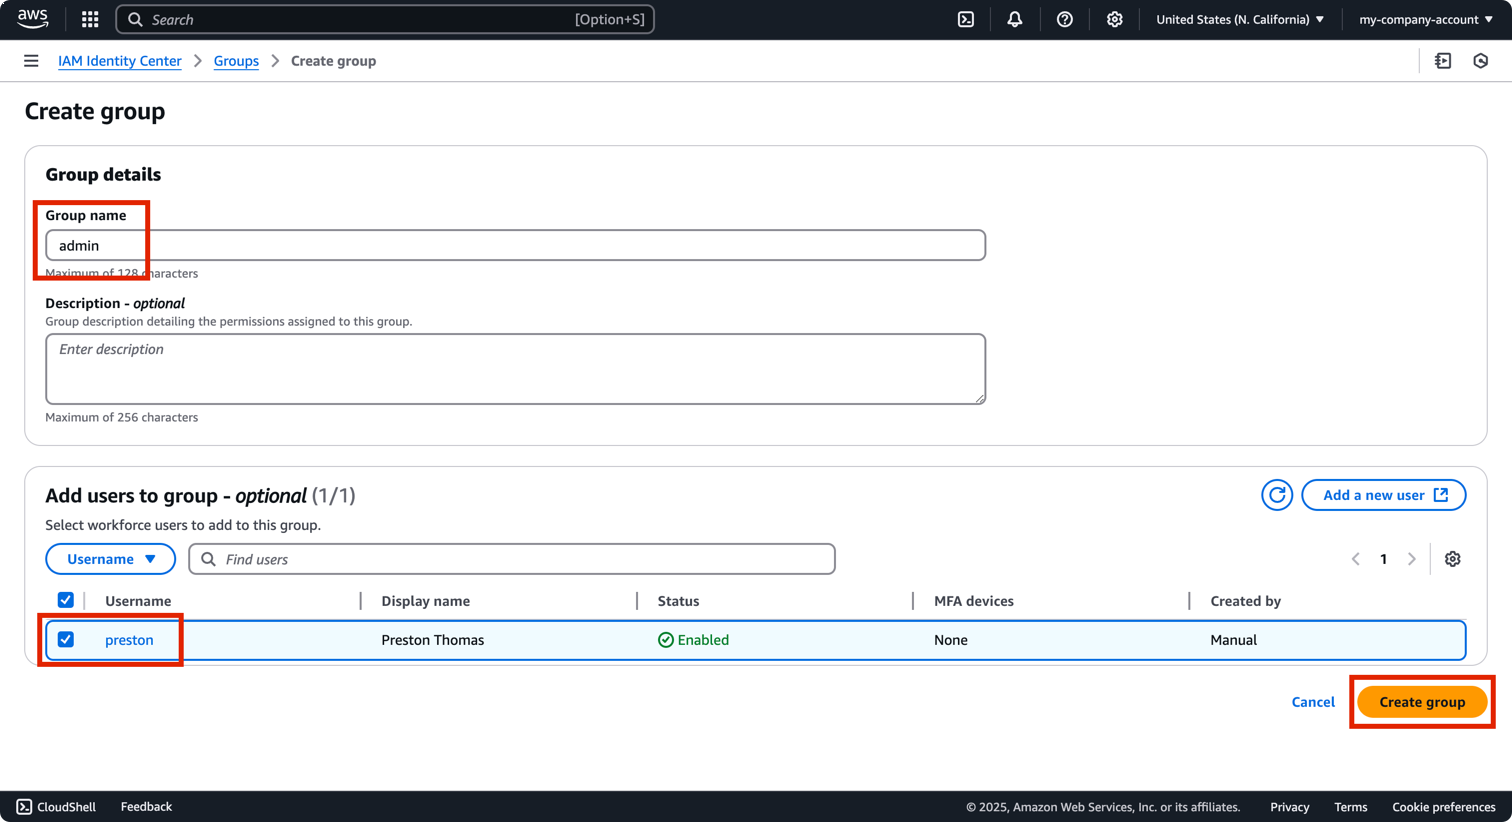 aws Search [Option+S] United States (N. California) my-company-account
IAM Identity Center Groups Create group
Create group
Group details
Group name
admin
Maximum of 128 characters
Description - optional
Group description detailing the permissions assigned to this group.
Enter description
Maximum of 256 characters
Add users to group - optional (1/1) Add a new user
Select workforce users to add to this group.
Username Find users 1
Username Display name Status MFA devices Created by
preston Preston Thomas Enabled None Manual
Cancel Create group
CloudShell Feedback © 2025, Amazon Web Services, Inc. or its affiliates. Privacy Terms Cookie preferences